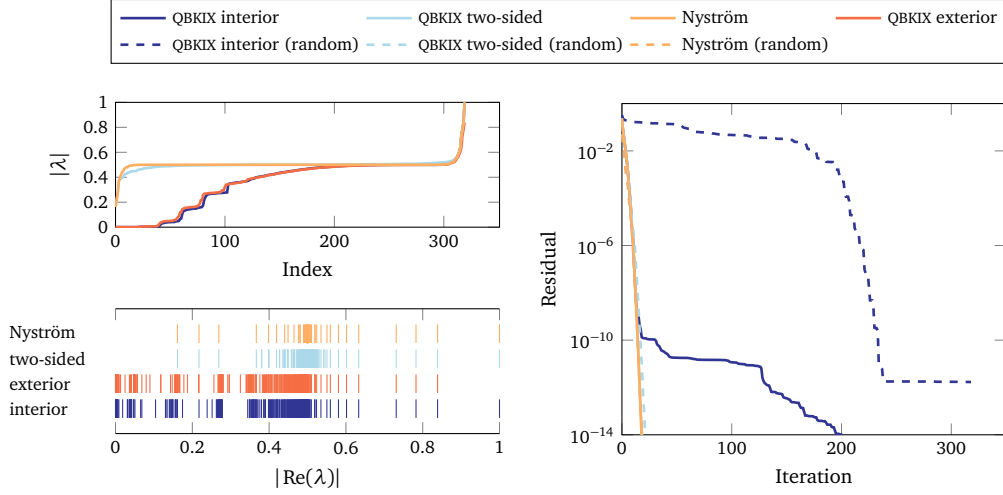 QBKIX interior QBKIX two-sided Nyström QBKIX exterior
QBKIX interior (random) QBKIX two-sided (random) Nyström (random)
1
0.8
0.6
0.4
0.2
0
|λ|
0 100 200 300
Index
Nyström
two-sided
exterior
interior
0 0.2 0.4 0.6 0.8 1
|Re(λ)|
10−2
10−6
10−10
10−14
Residual
0 100 200 300
Iteration